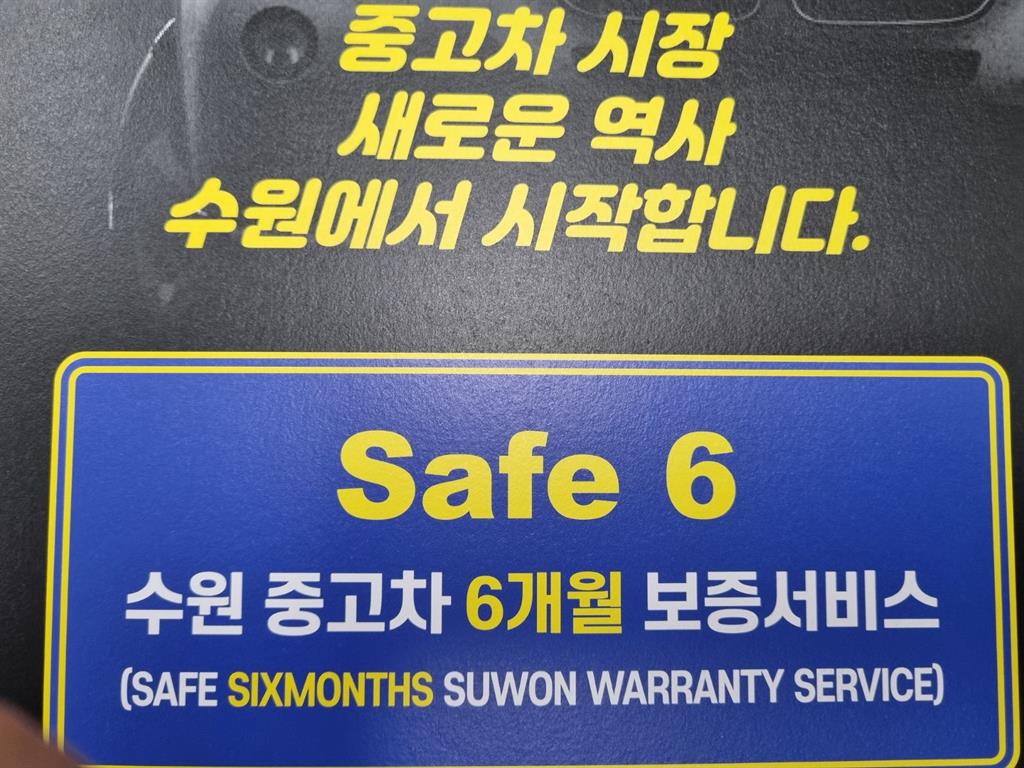 중고차 시장
새로운 역사
수원에서 시작합니다.
Safe 6
수원 중고차 6개월 보증서비스
(SAFE SIXMONTHS SUWON WARRANTY SERVICE)